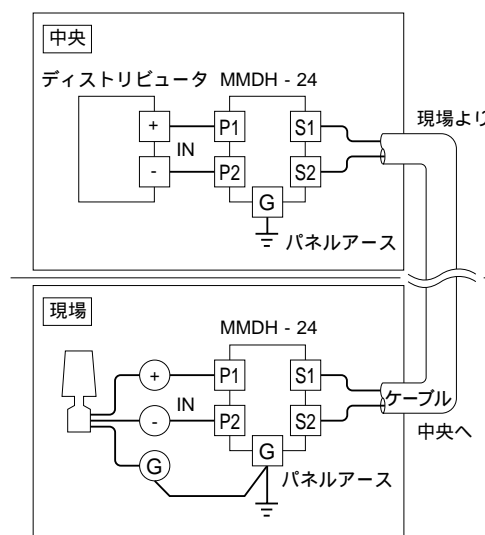 中央
ディストリビュータ MMDH - 24
+ P1 S1
IN
- P2 S2
G
パネルアース
現場より
現場
MMDH - 24
+ P1 S1
IN
- P2 S2
G G
パネルアース
ケーブル
中央へ